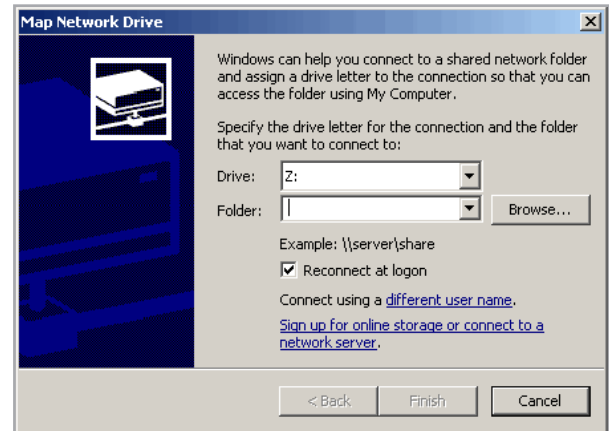 Map Network Drive
Windows can help you connect to a shared network folder
and assign a drive letter to the connection so that you can
access the folder using My Computer.
Specify the drive letter for the connection and the folder
that you want to connect to:
Drive: Z:
Folder: Browse...
Example: \\server\share
Reconnect at logon
Connect using a different user name.
Sign up for online storage or connect to a
network server.
< Back Finish Cancel